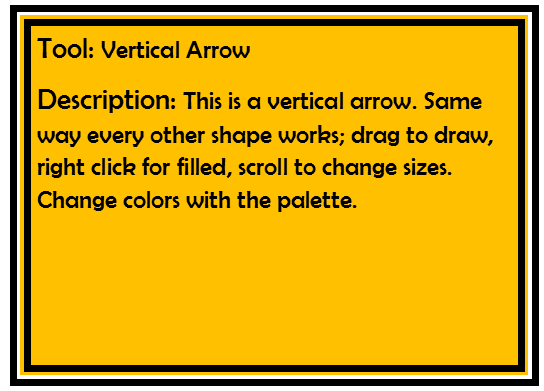 Tool: Vertical Arrow
Description: This is a vertical arrow. Same
way every other shape works; drag to draw,
right click for filled, scroll to change sizes.
Change colors with the palette.